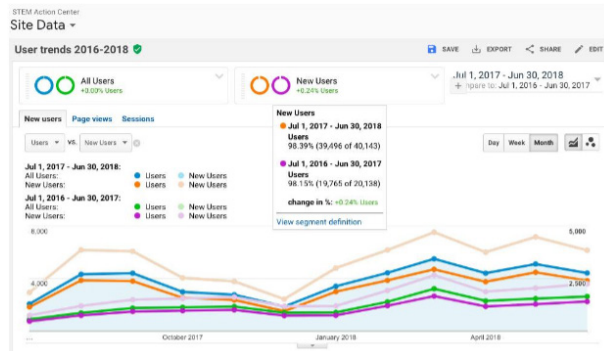 STEM Action Center
Site Data
User trends 2016-2018
SAVE
EXPORT
SHARE
EDIT
All Users
+0.00% Users
New Users
+0.24% Users
Jul 1, 2017 - Jun 30, 2018
to: Jul 1, 2016 - Jun 30, 2017
New users Page views Sessions
New Users
Jul 1, 2017 - Jun 30, 2018
Users
98.39% (39,496 of 40,143)
Jul 1, 2016 - Jun 30, 2017
Users
98.15% (19,765 of 20,138)
change in %: +0.24% Users
View segment definition
Users VS. New Users
Day Week Month
Jul 1, 2017 - Jun 30, 2018:
All Users: Users New Users
New Users: Users New Users
Jul 1, 2016 - Jun 30, 2017:
All Users: Users New Users
New Users: Users New Users
5,000
4,000
2,500
...
October 2017
January 2018
April 2018